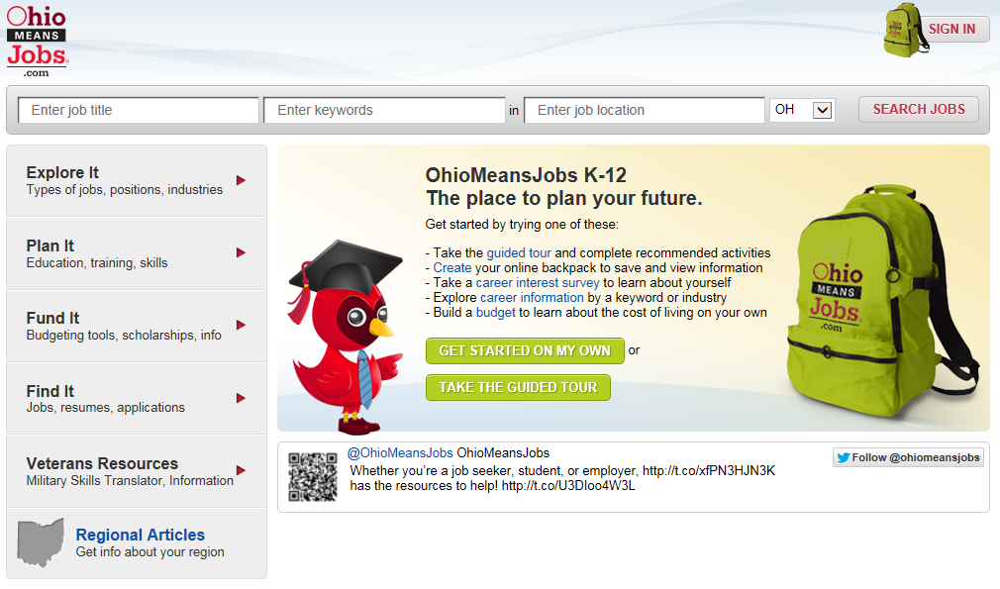 Ohio
MEANS
Jobs
.com
Ohio
MEANS
Jobs
SIGN IN
Enter job title
Enter keywords
in
Enter job location
OH
SEARCH JOBS
Explore It
Types of jobs, positions, industries
Plan It
Education, training, skills
Fund It
Budgeting tools, scholarships, info
Find It
Jobs, resumes, applications
Veterans Resources
Military Skills Translator, Information
Regional Articles
Get info about your region
OhioMeansJobs K-12
The place to plan your future.
Get started by trying one of these:
- Take the guided tour and complete recommended activities
- Create your online backpack to save and view information
- Take a career interest survey to learn about yourself
- Explore career information by a keyword or industry
- Build a budget to learn about the cost of living on your own
GET STARTED ON MY OWN or
TAKE THE GUIDED TOUR
Ohio
MEANS
Jobs
.com
@OhioMeansJobs OhioMeansJobs
Whether you're a job seeker, student, or employer, http://t.co/xfPN3HJN3K
has the resources to help! http://t.co/U3DIoo4W3L
Follow @ohiomeansjobs